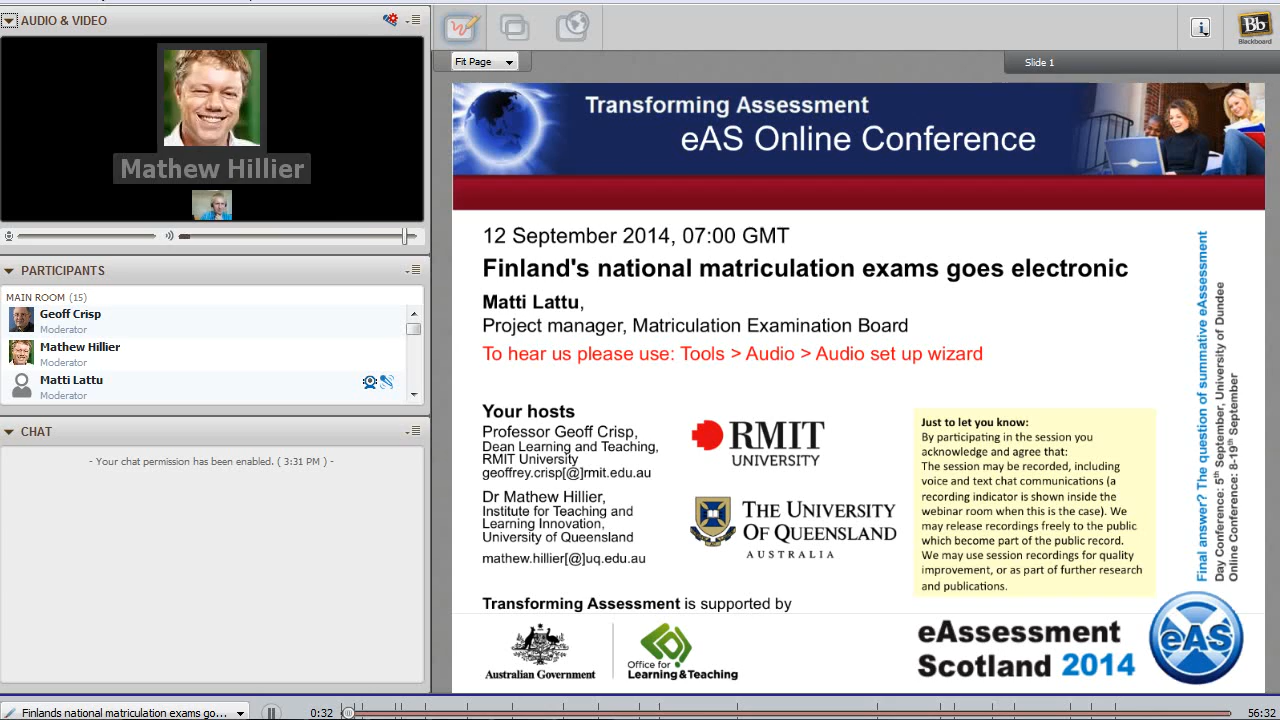 AUDIO & VIDEO
Mathew Hillier
PARTICIPANTS
MAIN ROOM (15)
Geoff Crisp
Moderator
Mathew Hillier
Moderator
Matti Lattu
Moderator
CHAT
- Your chat permission has been enabled. ( 3:31 PM ) -
Bb
Blackboard
Fit Page
Slide 1
Transforming Assessment
eAS Online Conference
12 September 2014, 07:00 GMT
Finland's national matriculation exams goes electronic
Matti Lattu,
Project manager, Matriculation Examination Board
To hear us please use: Tools > Audio > Audio set up wizard
Your hosts
Professor Geoff Crisp,
Dean Learning and Teaching,
RMIT University
geoffrey.crisp[@]rmit.edu.au
Dr Mathew Hillier,
Institute for Teaching and
Learning Innovation,
University of Queensland
mathew.hillier[@]uq.edu.au
RMIT
UNIVERSITY
THE UNIVERSITY
OF QUEENSLAND
AUSTRALIA
Just to let you know:
By participating in the session you
acknowledge and agree that:
The session may be recorded, including
voice and text chat communications (a
recording indicator is shown inside the
webinar room when this is the case). We
may release recordings freely to the public
which become part of the public record.
We may use session recordings for quality
improvement, or as part of further research
and publications.
Final answer? The question of summative eAssessment
Day Conference: 5th September, University of Dundee
Online Conference: 8-19th September
Transforming Assessment is supported by
Australian Government
Office for
Learning & Teaching
eAssessment
Scotland 2014
eAS
Finlands national matriculation exams go...
0:32
56:32